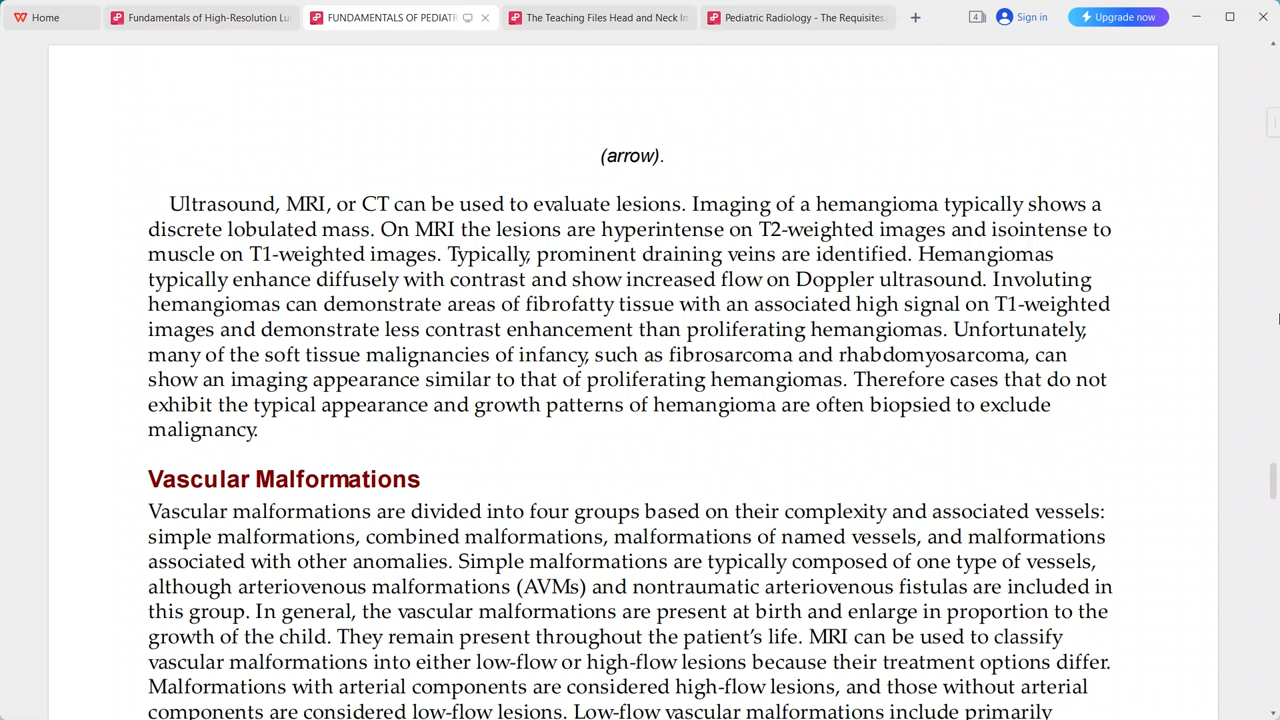 Home
Fundamentals of High-Resolution Lu
FUNDAMENTALS OF PEDIATR
The Teaching Files Head and Neck Im
Pediatric Radiology - The Requisites.
4
Sign in
Upgrade now
(arrow).
Ultrasound, MRI, or CT can be used to evaluate lesions. Imaging of a hemangioma typically shows a
discrete lobulated mass. On MRI the lesions are hyperintense on T2-weighted images and isointense to
muscle on T1-weighted images. Typically, prominent draining veins are identified. Hemangiomas
typically enhance diffusely with contrast and show increased flow on Doppler ultrasound. Involuting
hemangiomas can demonstrate areas of fibrofatty tissue with an associated high signal on T1-weighted
images and demonstrate less contrast enhancement than proliferating hemangiomas. Unfortunately,
many of the soft tissue malignancies of infancy, such as fibrosarcoma and rhabdomyosarcoma, can
show an imaging appearance similar to that of proliferating hemangiomas. Therefore cases that do not
exhibit the typical appearance and growth patterns of hemangioma are often biopsied to exclude
malignancy.
Vascular Malformations
Vascular malformations are divided into four groups based on their complexity and associated vessels:
simple malformations, combined malformations, malformations of named vessels, and malformations
associated with other anomalies. Simple malformations are typically composed of one type of vessels,
although arteriovenous malformations (AVMs) and nontraumatic arteriovenous fistulas are included in
this group. In general, the vascular malformations are present at birth and enlarge in proportion to the
growth of the child. They remain present throughout the patient's life. MRI can be used to classify
vascular malformations into either low-flow or high-flow lesions because their treatment options differ.
Malformations with arterial components are considered high-flow lesions, and those without arterial
components are considered low-flow lesions. Low-flow vascular malformations include primarily